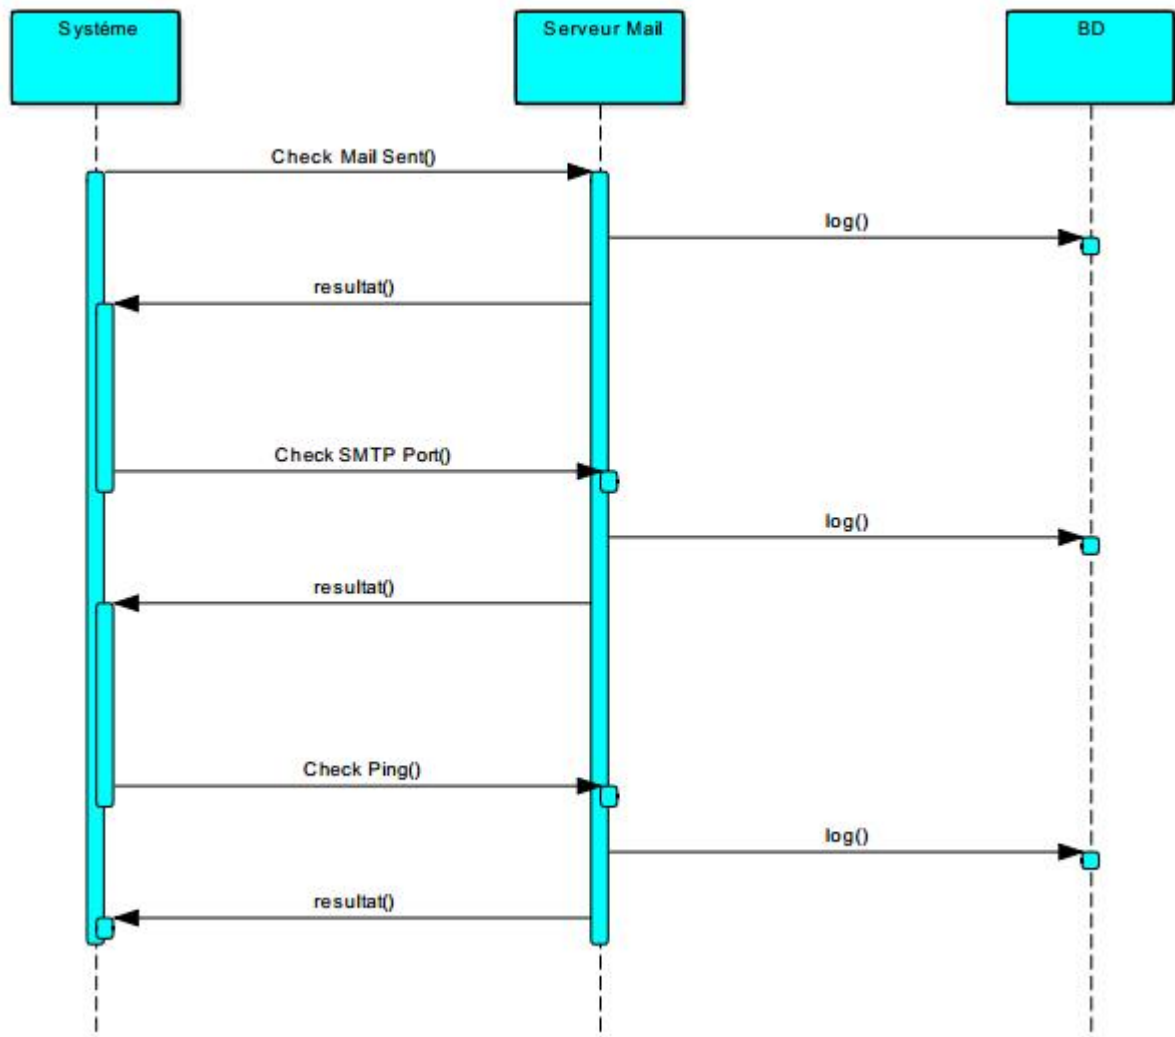 Systéme
Serveur Mail
BD
Check Mail Sent()
log()
resultat()
Check SMTP Port()
log()
resultat()
Check Ping()
log()
resultat()